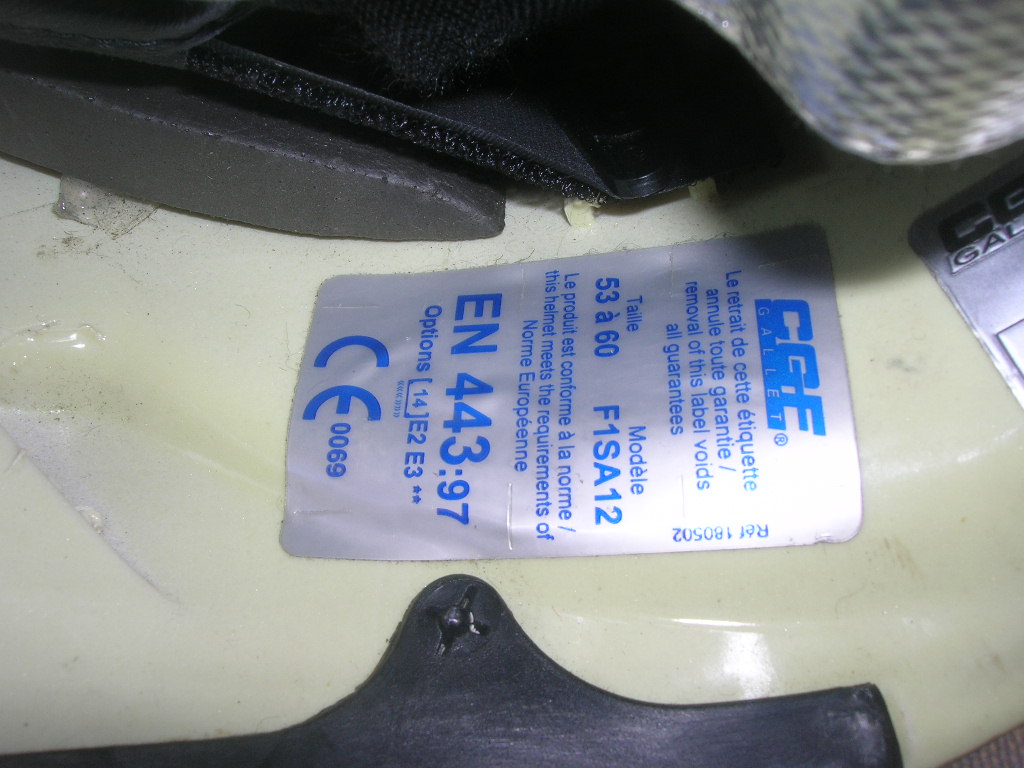 CGF
GALLET®
Le retrait de cette étiquette
annule toute garantie /
removal of this label voids
all guarantees
Réf 180502
Taille Modèle
53 à 60 F1SA12
Le produit est conforme à la norme /
this helmet meets the requirements of
Norme Européenne
EN 443:97
Options [14]E2 E3 **
CE 0069